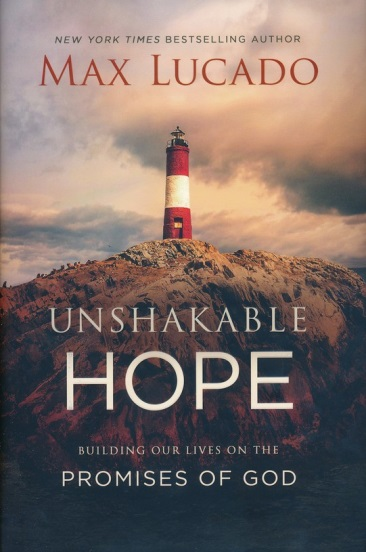 NEW YORK TIMES BESTSELLING AUTHOR
MAX LUCADO
UNSHAKABLE
HOPE
BUILDING OUR LIVES ON THE
PROMISES OF GOD